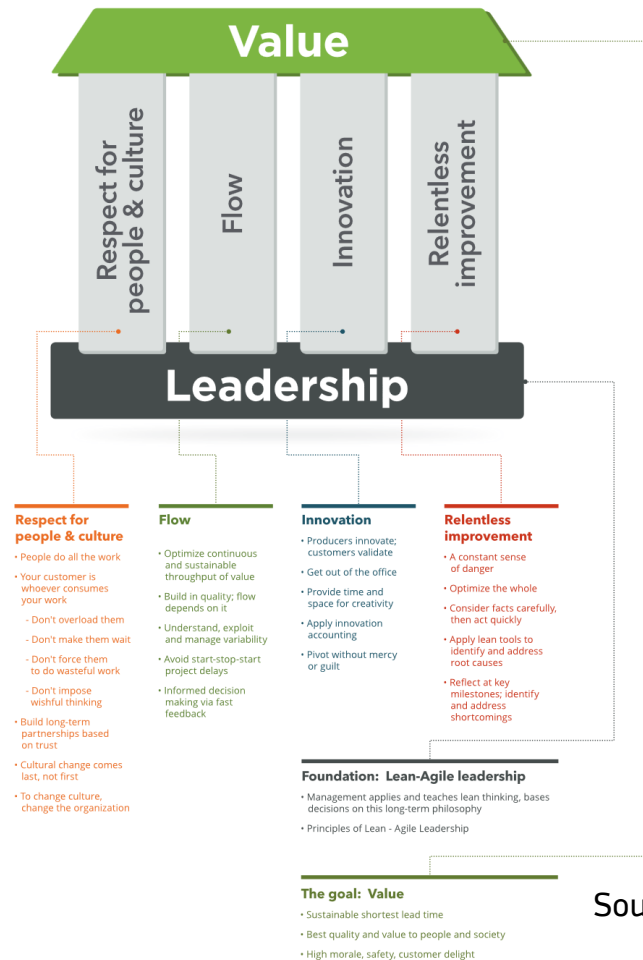 Value
Respect for
people & culture
Flow
Innovation
Relentless
improvement
Leadership
Respect for
people & culture
• People do all the work
• Your customer is
whoever consumes
your work
- Don't overload them
- Don't make them wait
- Don't force them
to do wasteful work
- Don't impose
wishful thinking
• Build long-term
partnerships based
on trust
• Cultural change comes
last, not first
• To change culture,
change the organization
Flow
• Optimize continuous
and sustainable
throughput of value
• Build in quality; flow
depends on it
• Understand, exploit
and manage variability
• Avoid start-stop-start
project delays
• Informed decision
making via fast
feedback
Innovation
• Producers innovate;
customers validate
• Get out of the office
• Provide time and
space for creativity
• Apply innovation
accounting
• Pivot without mercy
or guilt
Relentless
improvement
• A constant sense
of danger
• Optimize the whole
• Consider facts carefully,
then act quickly
• Apply lean tools to
identify and address
root causes
• Reflect at key
milestones; identify
and address
shortcomings
Foundation: Lean-Agile leadership
• Management applies and teaches lean thinking, bases
decisions on this long-term philosophy
• Principles of Lean - Agile Leadership
The goal: Value
• Sustainable shortest lead time
• Best quality and value to people and society
• High morale, safety, customer delight
Sou